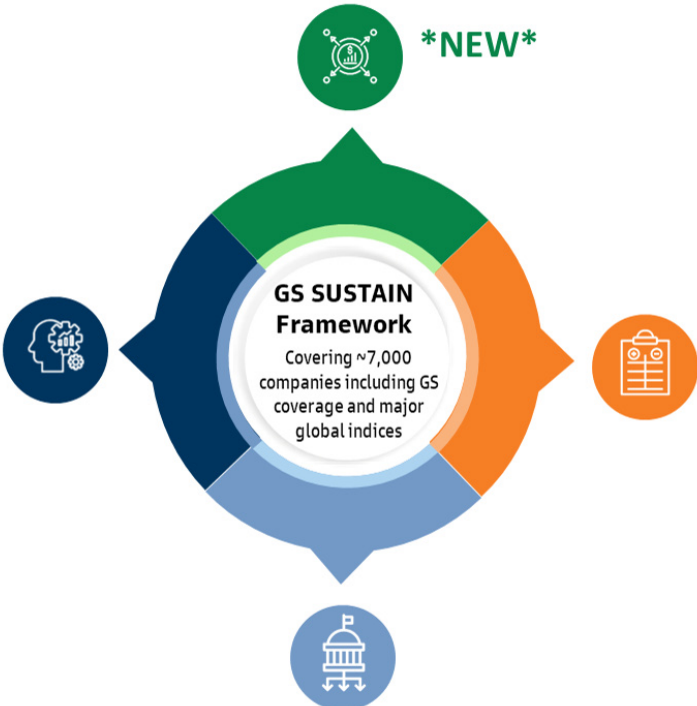 *NEW*
GS SUSTAIN
Framework
Covering ~7,000
companies including GS
coverage and major
global indices